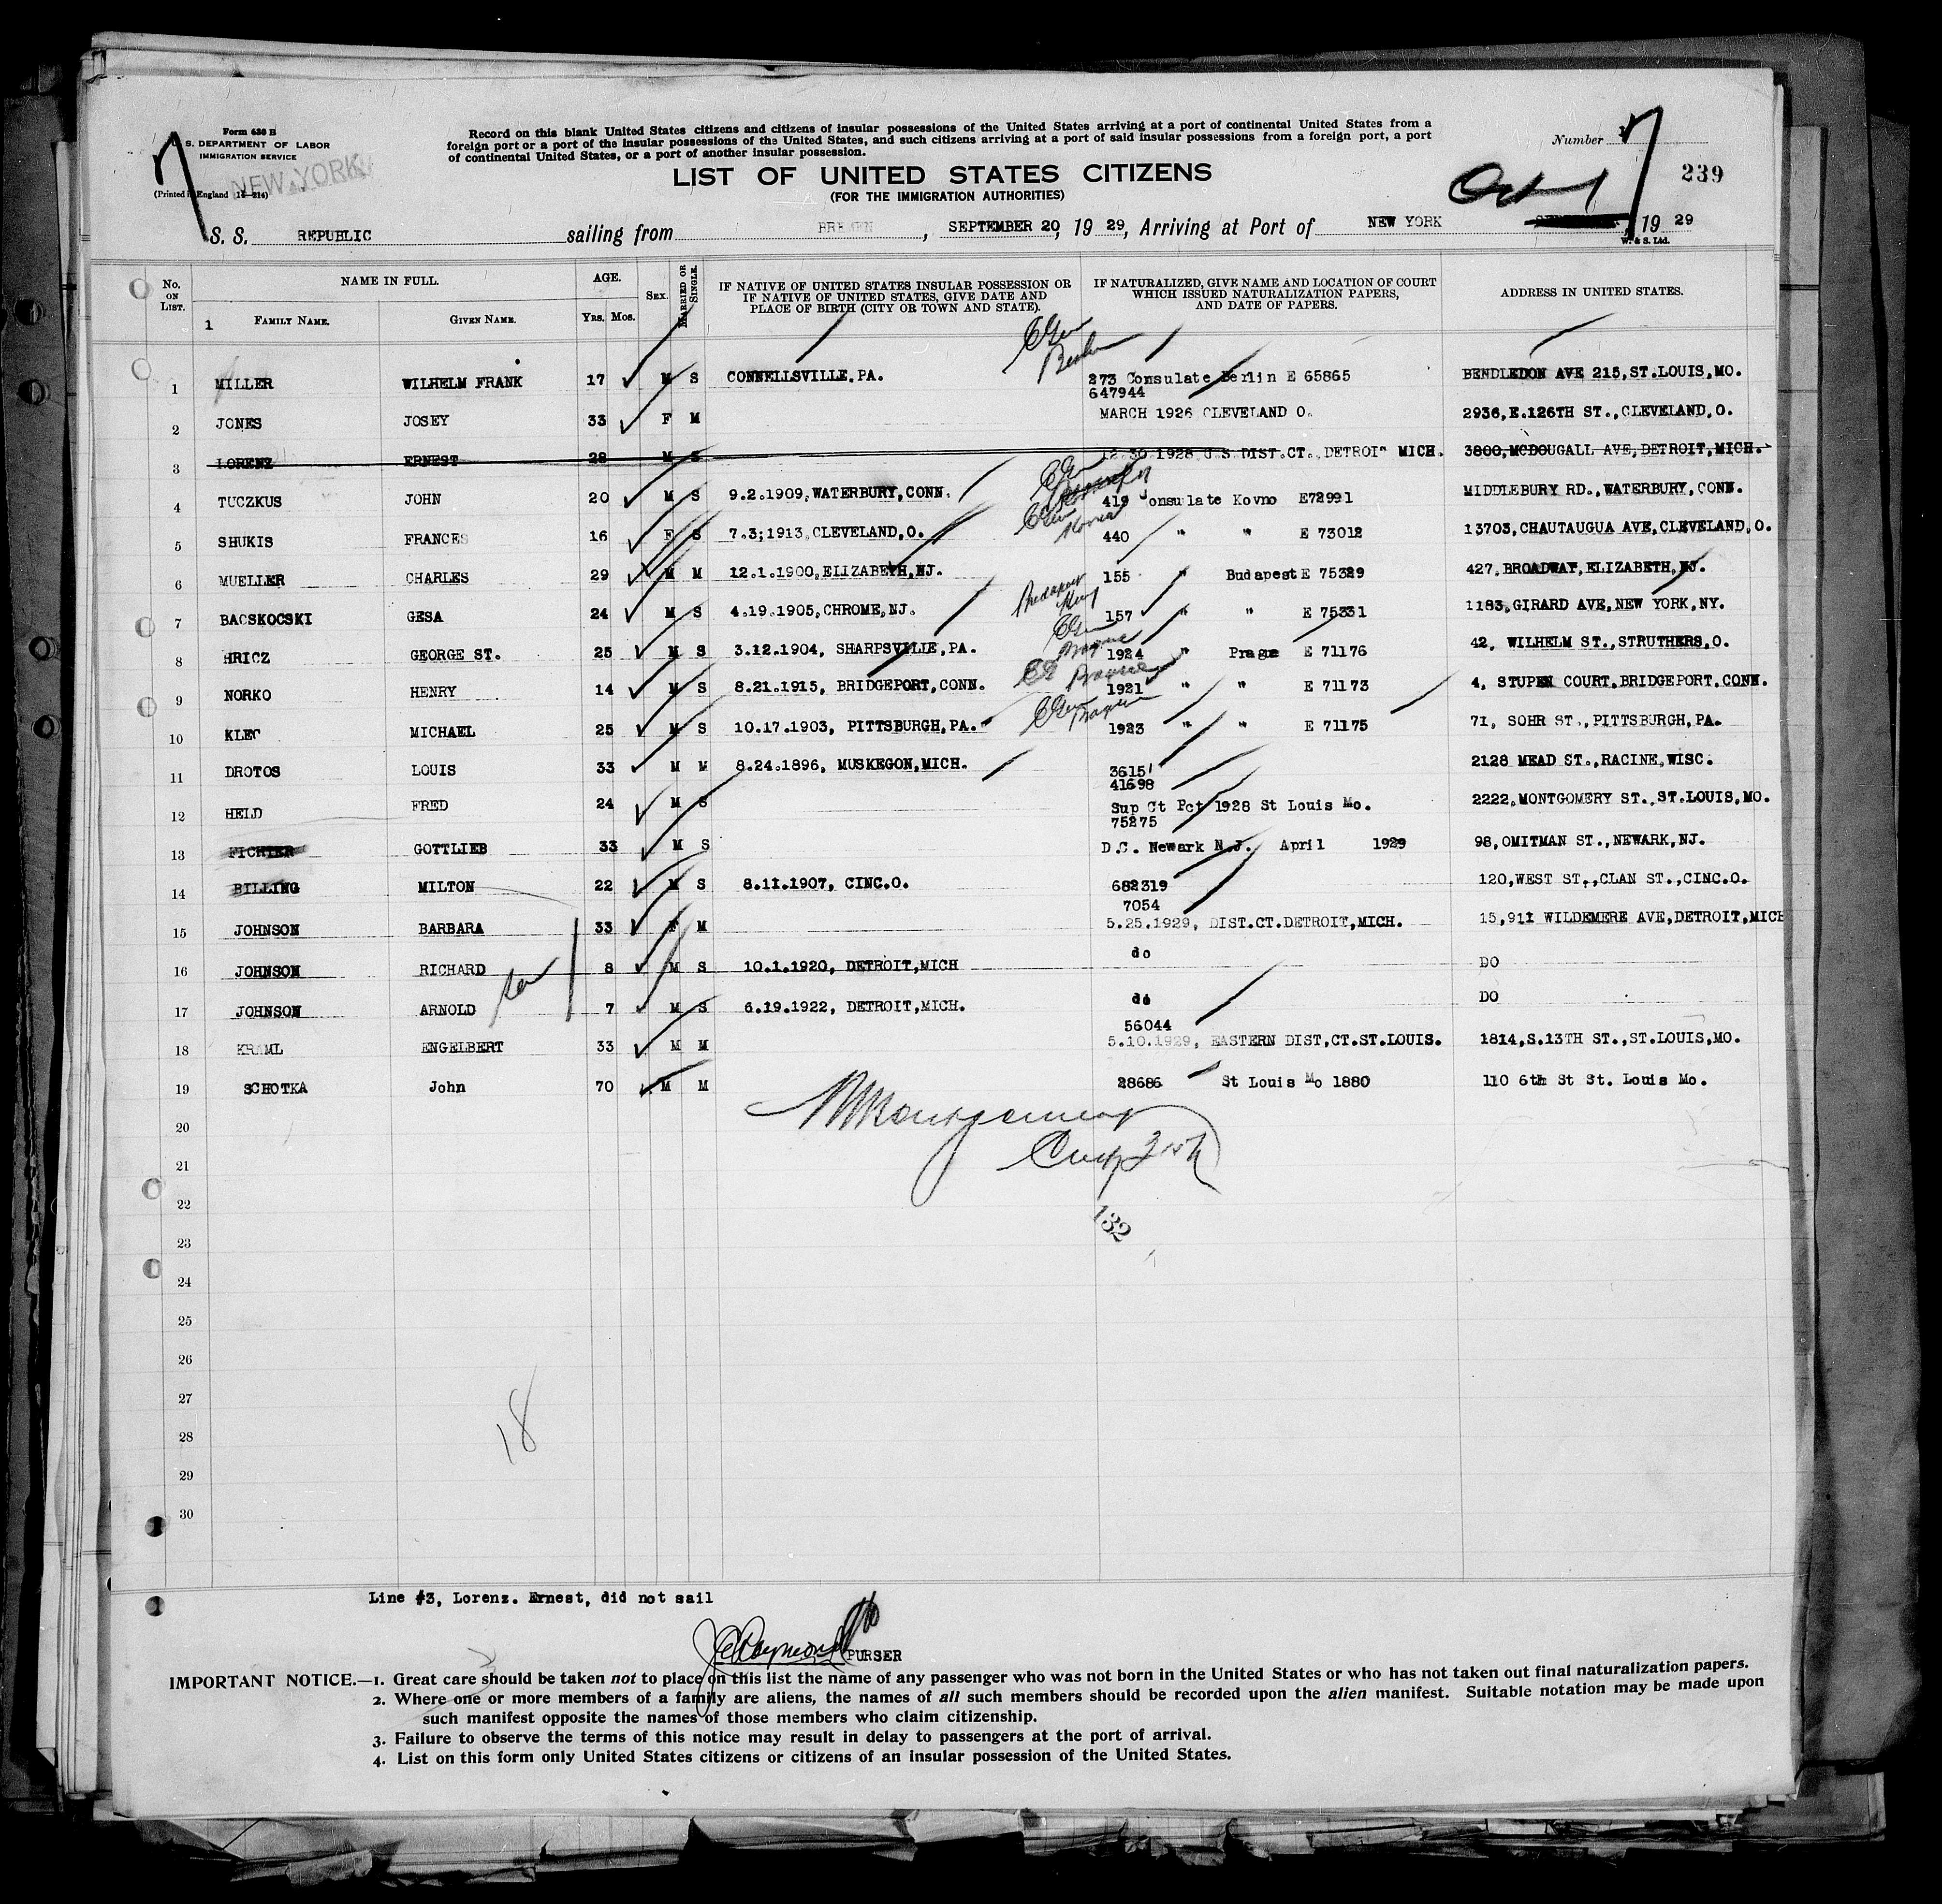 Form 630 B
U.S. DEPARTMENT OF LABOR
IMMIGRATION SERVICE
NEW YORK
(Printed in England
Record on this blank United States citizens and citizens of insular possessions of the United States arriving at a port of continental United States from a
foreign port or a port of the insular possessions of the United States, and such citizens arriving at a port of said insular possessions from a foreign port, a port
of continental United States, or a port of another insular possession.
Number
239
LIST OF UNITED STATES CITIZENS
(FOR THE IMMIGRATION AUTHORITIES)
Oct 1
S. S. REPUBLIC sailing from BREMEN, SEPTEMBER 20, 19 29, Arriving at Port of NEW YORK 19 29
W. & S. Ltd.
No. ON LIST. NAME IN FULL. AGE. SEX. MARRIED OR SINGLE. IF NATIVE OF UNITED STATES INSULAR POSSESSION OR IF NATIVE OF UNITED STATES, GIVE DATE AND PLACE OF BIRTH (CITY OR TOWN AND STATE). IF NATURALIZED, GIVE NAME AND LOCATION OF COURT WHICH ISSUED NATURALIZATION PAPERS, AND DATE OF PAPERS. ADDRESS IN UNITED STATES.
1 FAMILY NAME. GIVEN NAME. Yrs. Mos.
1 MILLER WILHELM FRANK 17 M S CONNELLSVILLE,PA. 273 Consulate Berlin E 65865 BENDLEDON AVE 215,ST.LOUIS,MO.
647944
2 JONES JOSEY 33 F M MARCH 1926 CLEVELAND O. 2936,E.126TH ST.,CLEVELAND,O.
3 LORENZ ERNEST 28 M S 12.30.1928 U.S.DIST.CT. DETROIT MICH. 3800,MCDOUGALL AVE,DETROIT,MICH.
4 TUCZKUS JOHN 20 M S 9.2.1909,WATERBURY,CONN. 419 Consulate Kovno E72991 MIDDLEBURY RD.,WATERBURY,CONN.
5 SHUKIS FRANCES 16 F S 7.3;1913,CLEVELAND,O. 440 " " E 73012 13703,CHAUTAUGUA AVE,CLEVELAND,O.
6 MUELLER CHARLES 29 M M 12.1.1900,ELIZABETH,NJ. 155 " Budapest E 75329 427,BROADWAY,ELIZABETH,NJ.
7 BACSKOCSKI GESA 24 M S 4.19.1905,CHROME,NJ. 157 " " E 75331 1183,GIRARD AVE,NEW YORK,NY.
8 HRICZ GEORGE ST. 25 M S 3.12.1904, SHARPSVILLE,PA. 1924 " Prague E 71176 42, WILHELM ST.,STRUTHERS,O.
9 NORKO HENRY 14 M S 8.21.1915, BRIDGEPORT,CONN. 1921 " " E 71173 4, STUPEN COURT,BRIDGEPORT.CONN.
10 KLEC MICHAEL 25 M S 10.17.1903, PITTSBURGH,PA. 1923 " " E 71175 71, SOHR ST.,PITTSBURGH,PA.
11 DROTOS LOUIS 33 M M 8.24.1896, MUSKEGON,MICH. 3615 2128 MEAD ST.,RACINE,WISC.
41698
12 HELD FRED 24 M S Sup Ct Fct 1928 St Louis Mo. 2222,MONTGOMERY ST.,ST.LOUIS,MO.
75275
13 FICHTER GOTTLIEB 33 M S D.C. Newark N.J. April 1929 98,OMITMAN ST.,NEWARK,NJ.
14 BILLING MILTON 22 M S 8.11.1907, CINC.O. 682319 120,WEST ST.,CLAN ST.,CINC.O.
7054
15 JOHNSON BARBARA 33 F M 5.25.1929, DIST.CT.DETROIT,MICH. 15,911 WILDEMERE AVE,DETROIT,MICH
16 JOHNSON RICHARD 8 M S 10.1.1920, DETROIT,MICH do DO
17 JOHNSON ARNOLD 7 M S 6.19.1922, DETROIT,MICH. do DO
56044
18 KRAML ENGELBERT 33 M M 5.10.1929, EASTERN DIST,CT.ST.LOUIS. 1814,S.13TH ST.,ST.LOUIS,MO.
19 SCHOTKA John 70 M M 28686 St Louis Mo 1880 110 6th St St. Louis Mo.
20
21
22
132
23
24
25
26
27
18
28
29
30
Line #3, Lorenz. Ernest, did not sail
PURSER
IMPORTANT NOTICE.—1. Great care should be taken not to place on this list the name of any passenger who was not born in the United States or who has not taken out final naturalization papers.
2. Where one or more members of a family are aliens, the names of all such members should be recorded upon the alien manifest. Suitable notation may be made upon
such manifest opposite the names of those members who claim citizenship.
3. Failure to observe the terms of this notice may result in delay to passengers at the port of arrival.
4. List on this form only United States citizens or citizens of an insular possession of the United States.